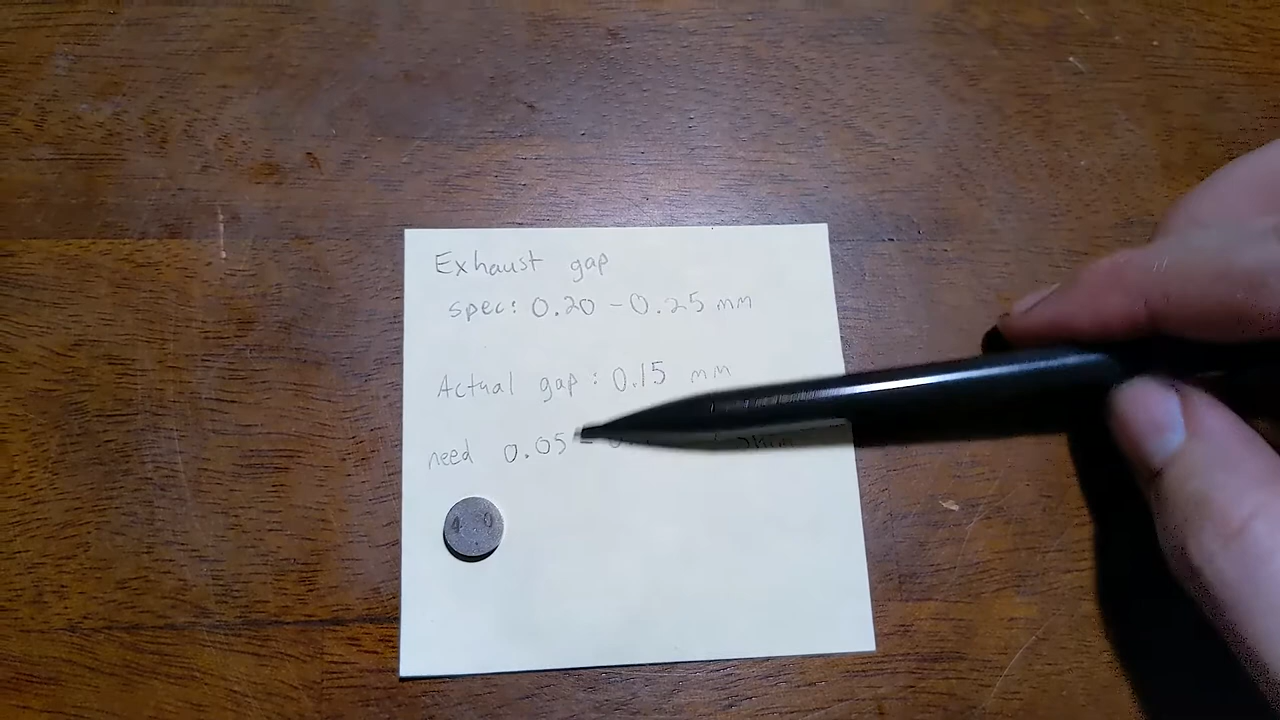 Exhaust gap
spec: 0.20 - 0.25 mm
Actual gap: 0.15 mm
need 0.05 -
4 0